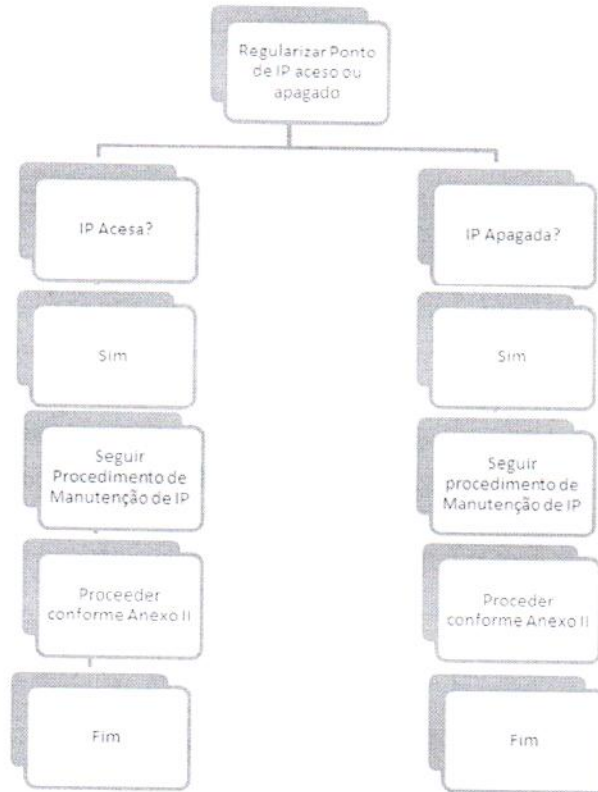 Regularizar Ponto
de IP aceso ou
apagado
IP Acesa?
Sim
Seguir
Procedimento de
Manutenção de IP
Proceeder
conforme Anexo II
Fim
IP Apagada?
Sim
Seguir
procedimento de
Manutenção de IP
Proceder
conforme Anexo II
Fim